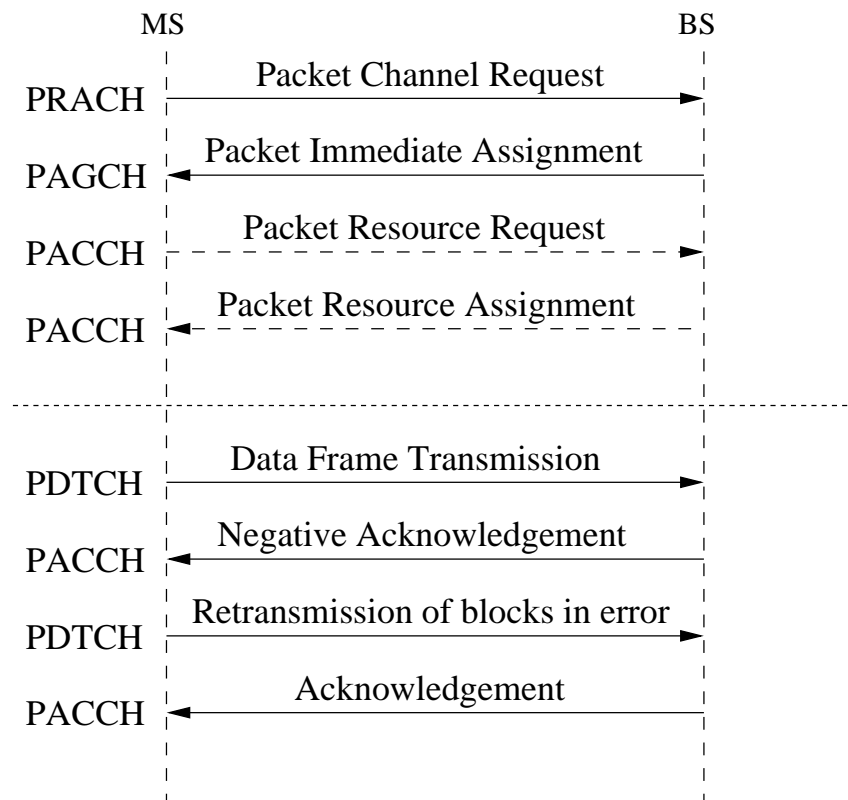 MS BS
Packet Channel Request
PRACH
Packet Immediate Assignment
PAGCH
Packet Resource Request
PACCH
Packet Resource Assignment
PACCH
Data Frame Transmission
PDTCH
Negative Acknowledgement
PACCH
Retransmission of blocks in error
PDTCH
Acknowledgement
PACCH